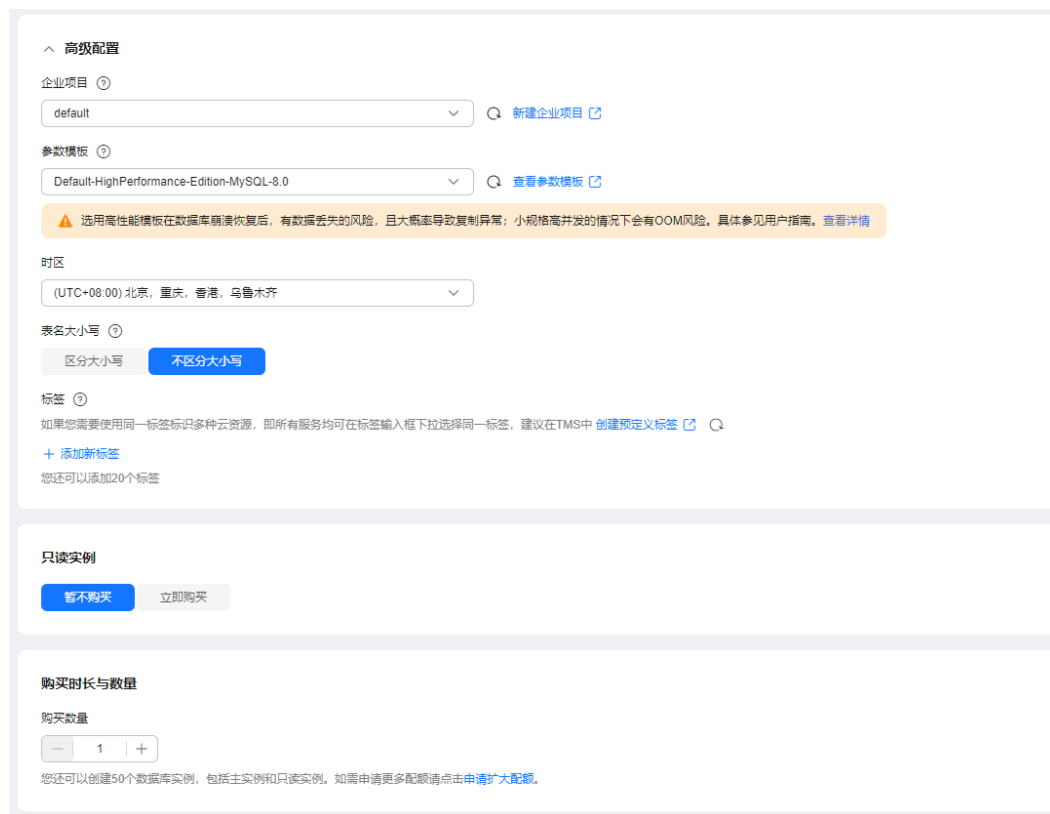 高级配置
企业项目
default
新建企业项目
参数模板
Default-HighPerformance-Edition-MySQL-8.0
查看参数模板
选用高性能模板在数据库崩溃恢复后，有数据丢失的风险，且大概率导致复制异常；小规格高并发的情况下会有OOM风险。具体参见用户指南。查看详情
时区
(UTC+08:00) 北京，重庆，香港，乌鲁木齐
表名大小写
区分大小写 不区分大小写
标签
如果您需要使用同一标签标识多种云资源，即所有服务均可在标签输入框下拉选择同一标签，建议在TMS中 创建预定义标签
+ 添加新标签
您还可以添加20个标签
只读实例
暂不购买 立即购买
购买时长与数量
购买数量
— 1 +
您还可以创建50个数据库实例，包括主实例和只读实例。如需申请更多配额请点击申请扩大配额。